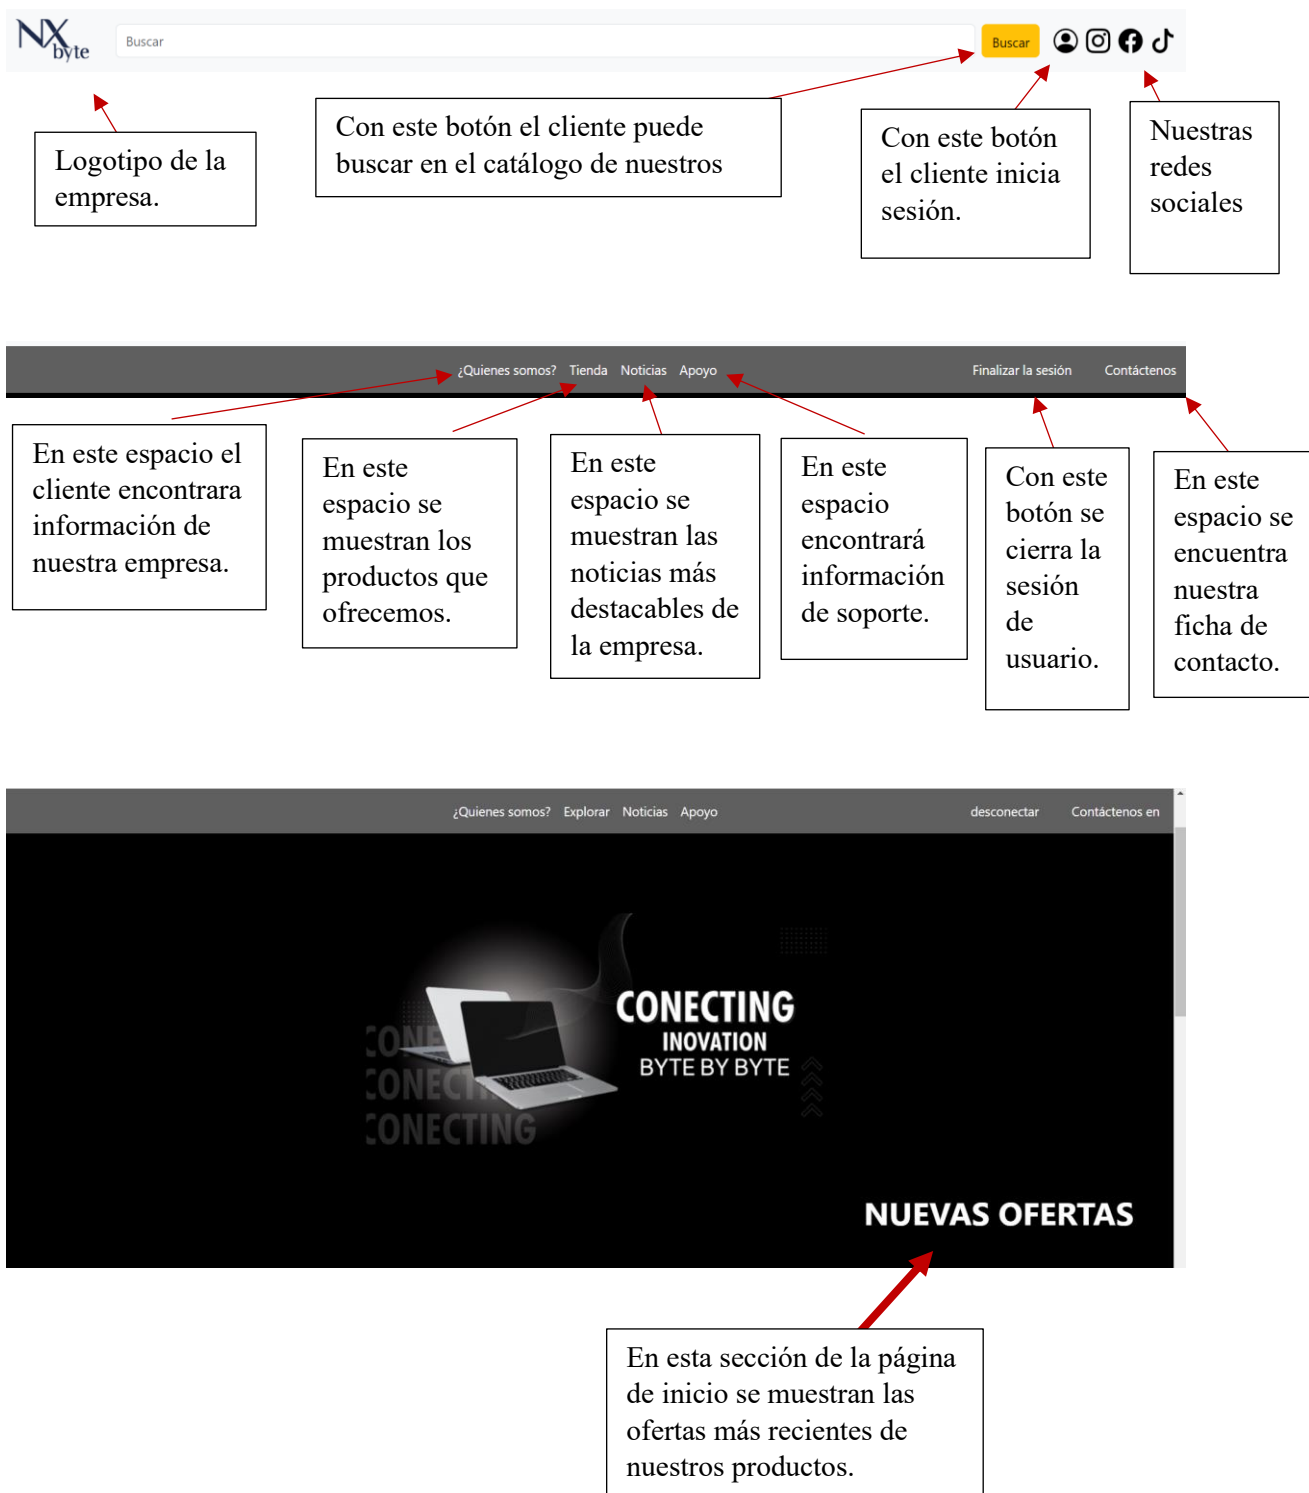 NX
byte
Buscar
Buscar
Logotipo de la
empresa.
Con este botón el cliente puede
buscar en el catálogo de nuestros
Con este botón
el cliente inicia
sesión.
Nuestras
redes
sociales
¿Quienes somos? Tienda Noticias Apoyo Finalizar la sesión Contáctenos
En este espacio el
cliente encontrara
información de
nuestra empresa.
En este
espacio se
muestran los
productos que
ofrecemos.
En este
espacio se
muestran las
noticias más
destacables de
la empresa.
En este
espacio
encontrará
información
de soporte.
Con este
botón se
cierra la
sesión
de
usuario.
En este
espacio se
encuentra
nuestra
ficha de
contacto.
¿Quienes somos? Explorar Noticias Apoyo desconectar Contáctenos en
CONECTING
INOVATION
BYTE BY BYTE
CONE
CONECTI
CONECTING
NUEVAS OFERTAS
En esta sección de la página
de inicio se muestran las
ofertas más recientes de
nuestros productos.